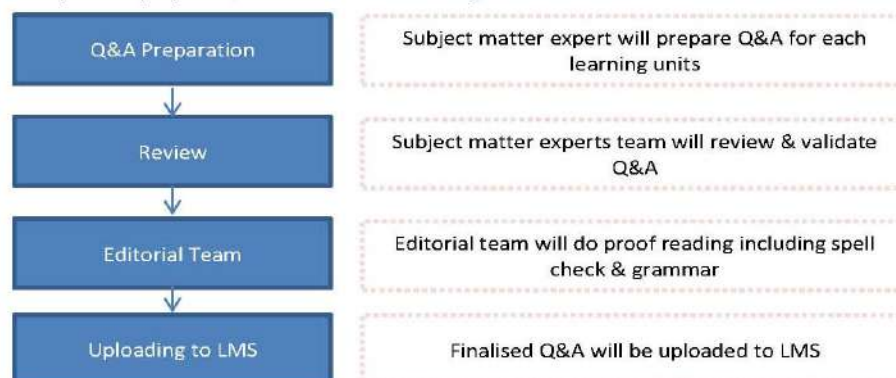 Q&A Preparation
Subject matter expert will prepare Q&A for each
learning units
Review
Subject matter experts team will review & validate
Q&A
Editorial Team
Editorial team will do proof reading including spell
check & grammar
Uploading to LMS
Finalised Q&A will be uploaded to LMS